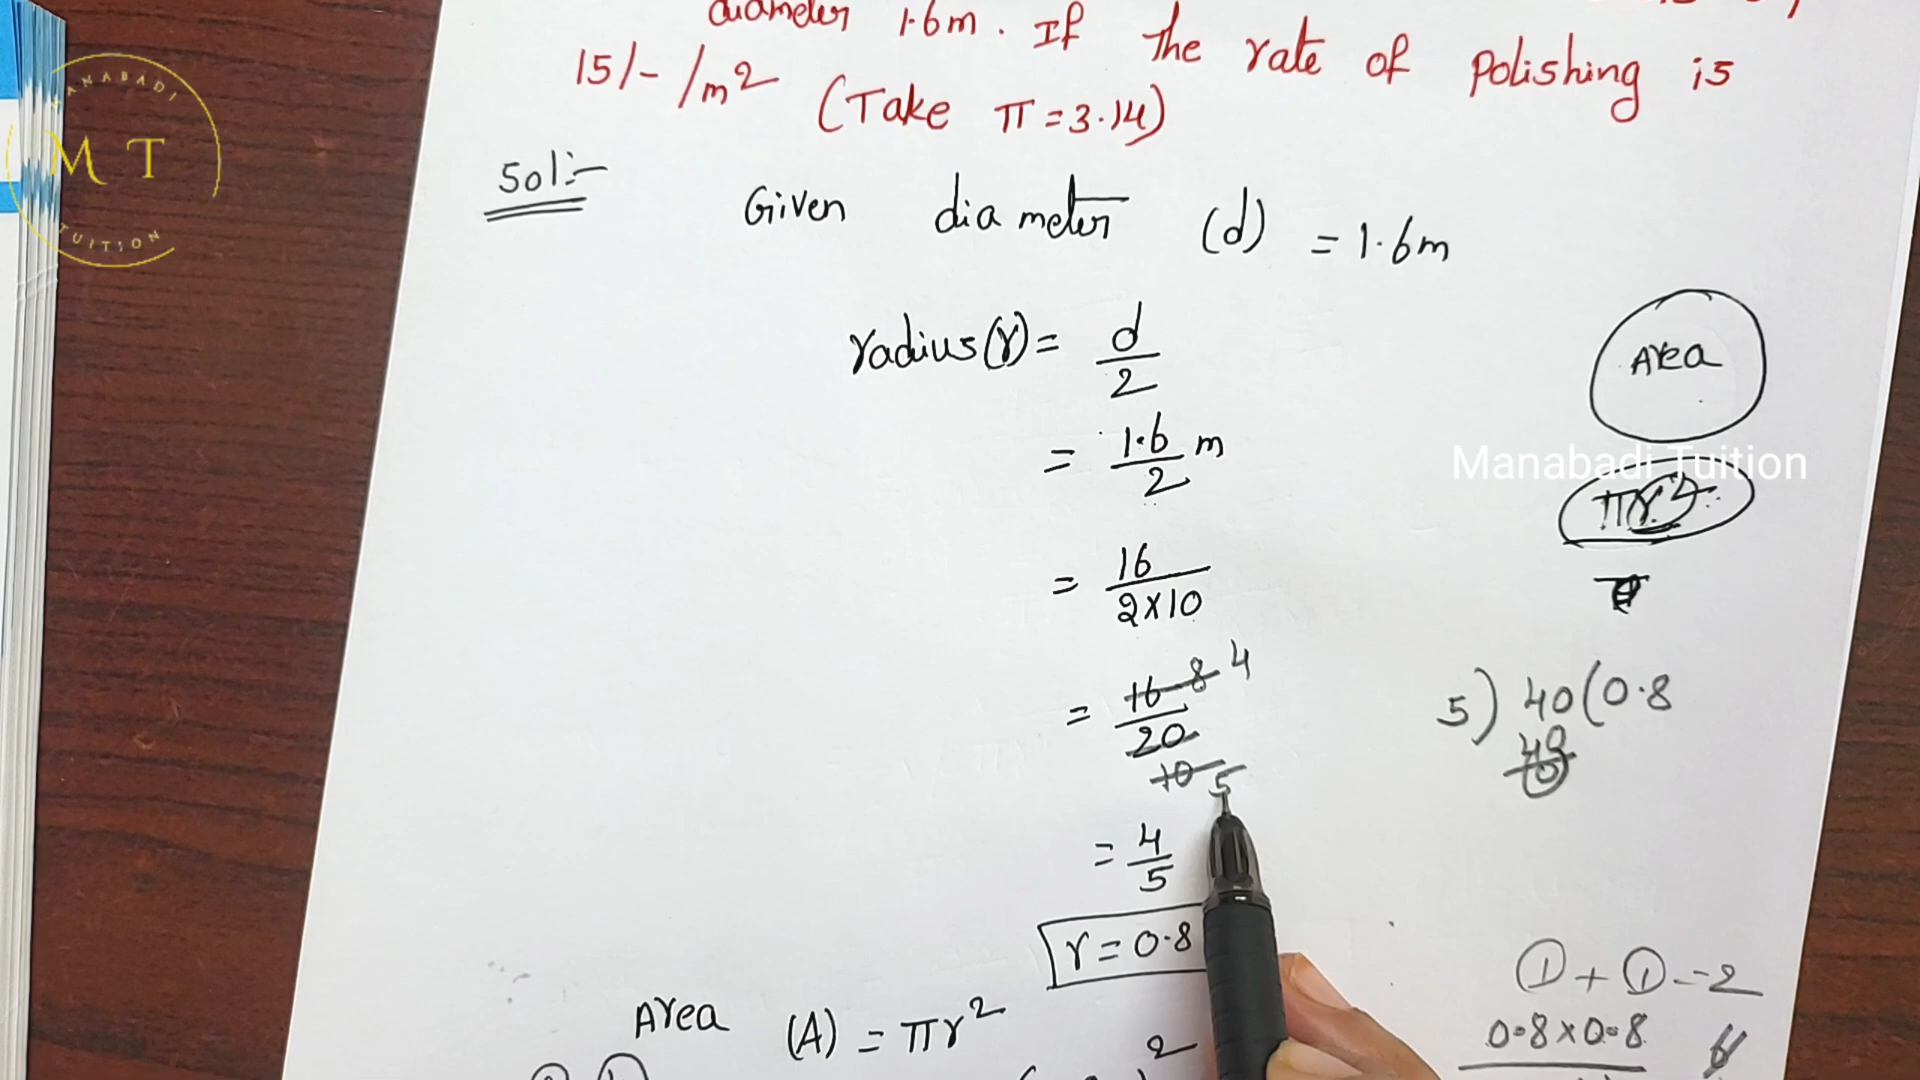 diameter 1.6m. If the rate of Polishing is
15/- /m2 (Take π=3.14)
Sol:-
Given diameter (d) = 1.6m
radius(r) = d/2
= 1.6/2 m
= 16/2×10
= 16 8 4/20 10 5
= 4/5
r = 0.8
Area (A) = πr2
2
Area
πr2
5) 40(0.8
40
0
1 + 1 - 2
0.8×0.8
MANABADI
MT
TUITION
Manabadi Tuition